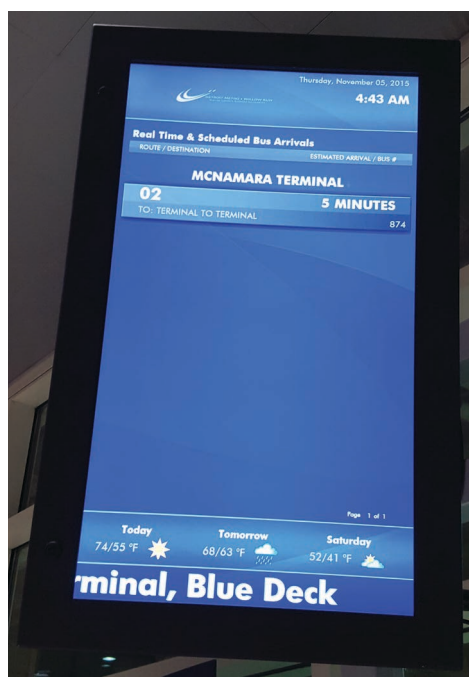 Thursday, November 05, 2015
4:43 AM
Real Time & Scheduled Bus Arrivals
ROUTE / DESTINATION ESTIMATED ARRIVAL / BUS #
MCNAMARA TERMINAL
02 5 MINUTES
TO: TERMINAL TO TERMINAL 874
Page 1 of 1
Today Tomorrow Saturday
74/55 °F 68/63 °F 52/41 °F
rminal, Blue Deck